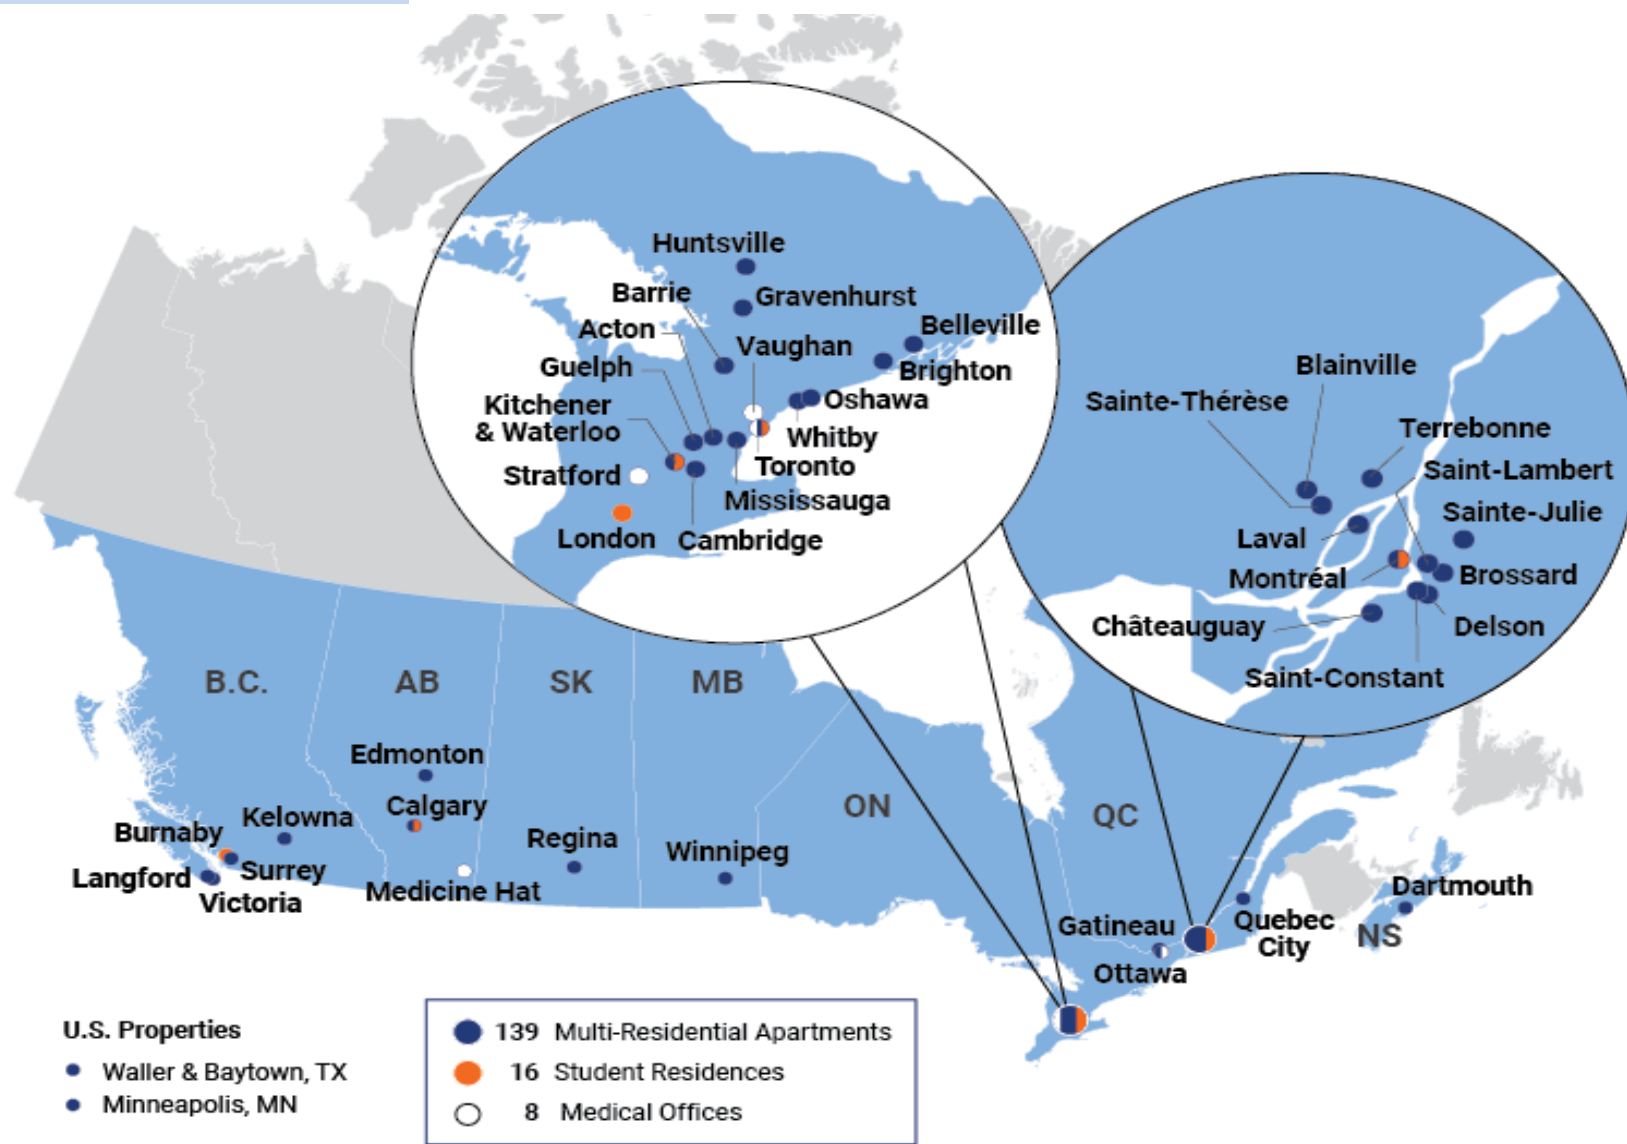 Huntsville
Barrie
Gravenhurst
Acton
Belleville
Vaughan
Guelph
Brighton
Kitchener
& Waterloo
Oshawa
Whitby
Toronto
Stratford
Mississauga
London
Cambridge
Blainville
Sainte-Thérèse
Terrebonne
Saint-Lambert
Sainte-Julie
Laval
Montréal
Brossard
Châteauguay
Delson
Saint-Constant
B.C.
AB
SK
MB
ON
QC
NS
Edmonton
Calgary
Kelowna
Burnaby
Surrey
Langford
Victoria
Medicine Hat
Regina
Winnipeg
Gatineau
Ottawa
Quebec
City
Dartmouth
U.S. Properties
Waller & Baytown, TX
Minneapolis, MN
139 Multi-Residential Apartments
16 Student Residences
8 Medical Offices